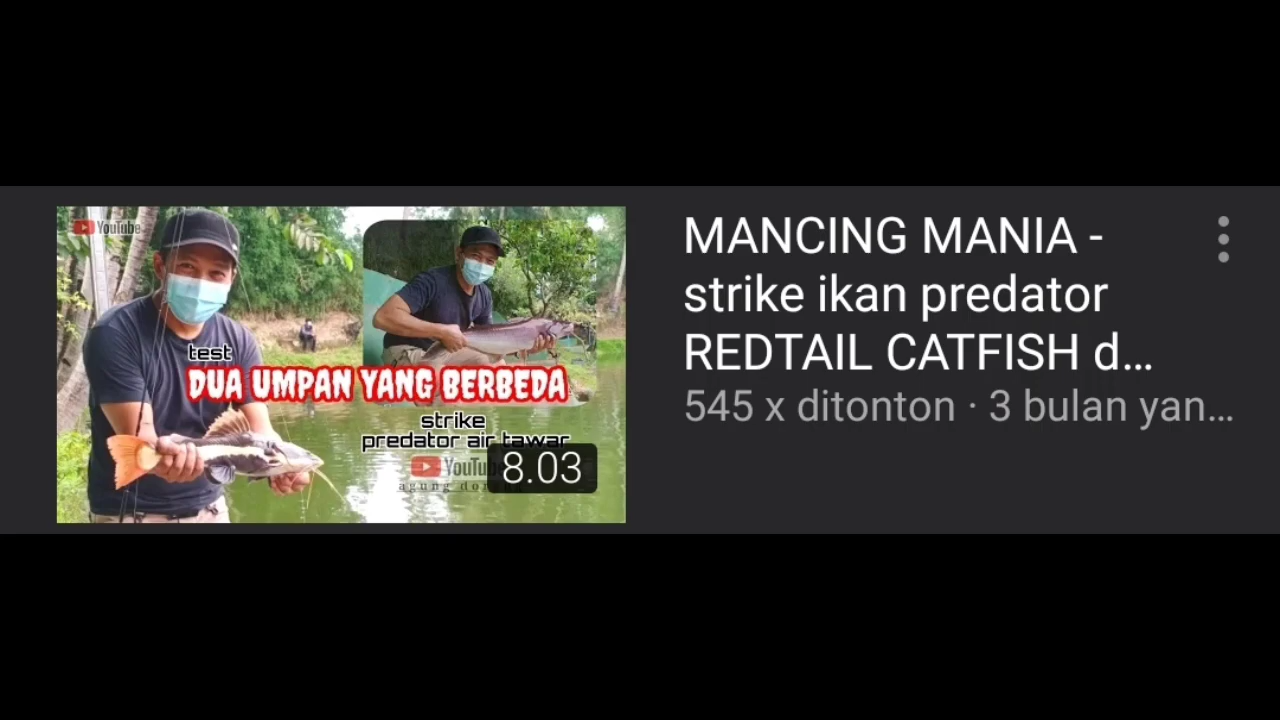 YouTube
test
DUA UMPAN YANG BERBEDA
strike
predator air tawar
YouTube
agung
8.03
MANCING MANIA -
strike ikan predator
REDTAIL CATFISH d...
545 x ditonton · 3 bulan yan...